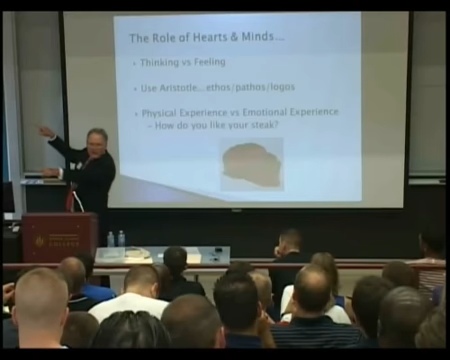 The Role of Hearts & Minds...
• Thinking vs Feeling
• Use Aristotle...ethos/pathos/logos
• Physical Experience vs Emotional Experience
– How do you like your steak?
COLLEGE